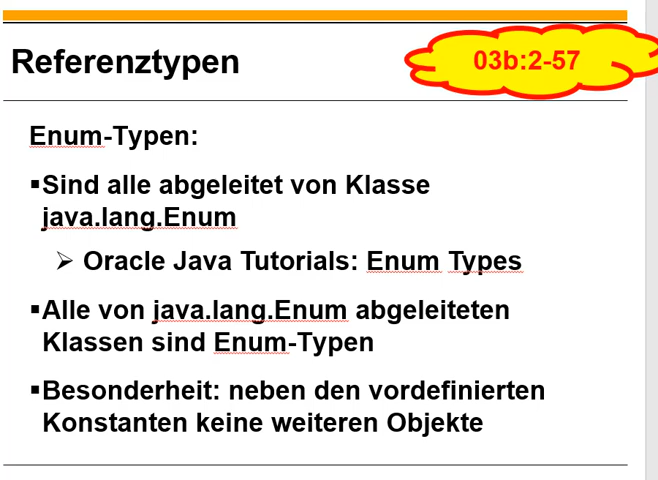 Referenztypen
03b:2-57
Enum-Typen:
▪Sind alle abgeleitet von Klasse
java.lang.Enum
➢ Oracle Java Tutorials: Enum Types
▪Alle von java.lang.Enum abgeleiteten
Klassen sind Enum-Typen
▪Besonderheit: neben den vordefinierten
Konstanten keine weiteren Objekte